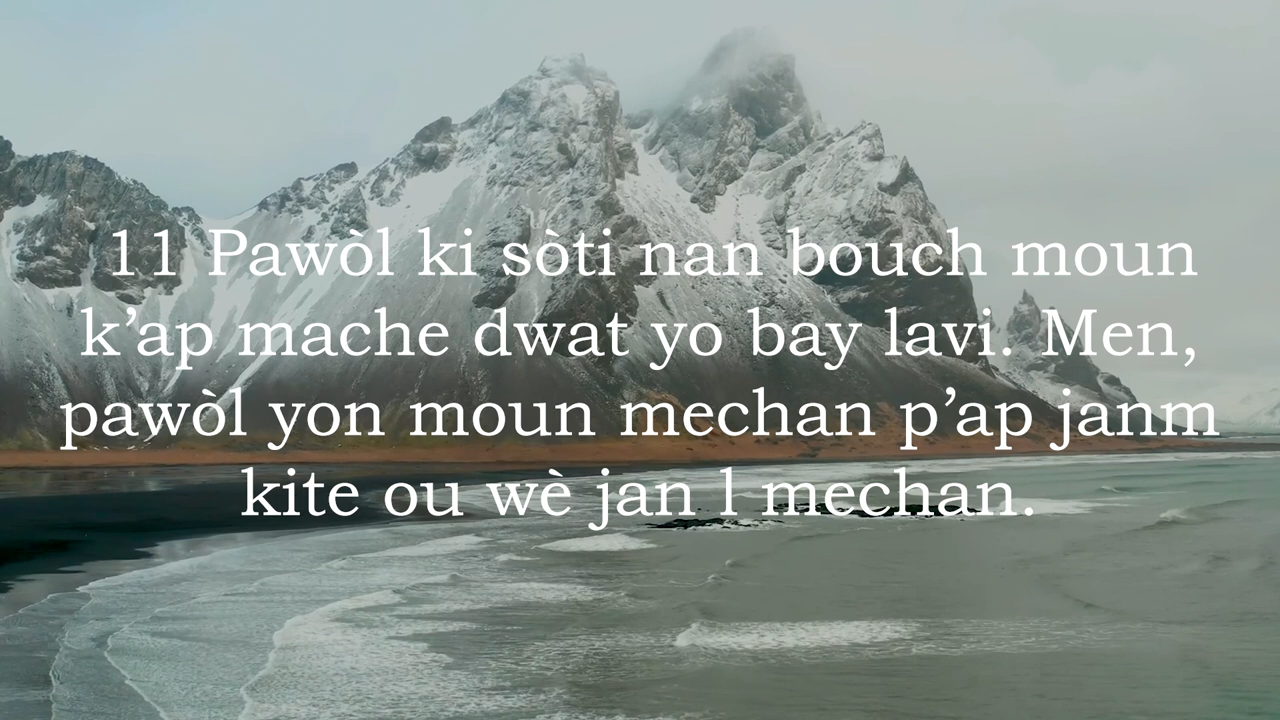 11 Pawòl ki sòti nan bouch moun
k’ap mache dwat yo bay lavi. Men,
pawòl yon moun mechan p’ap janm
kite ou wè jan l mechan.